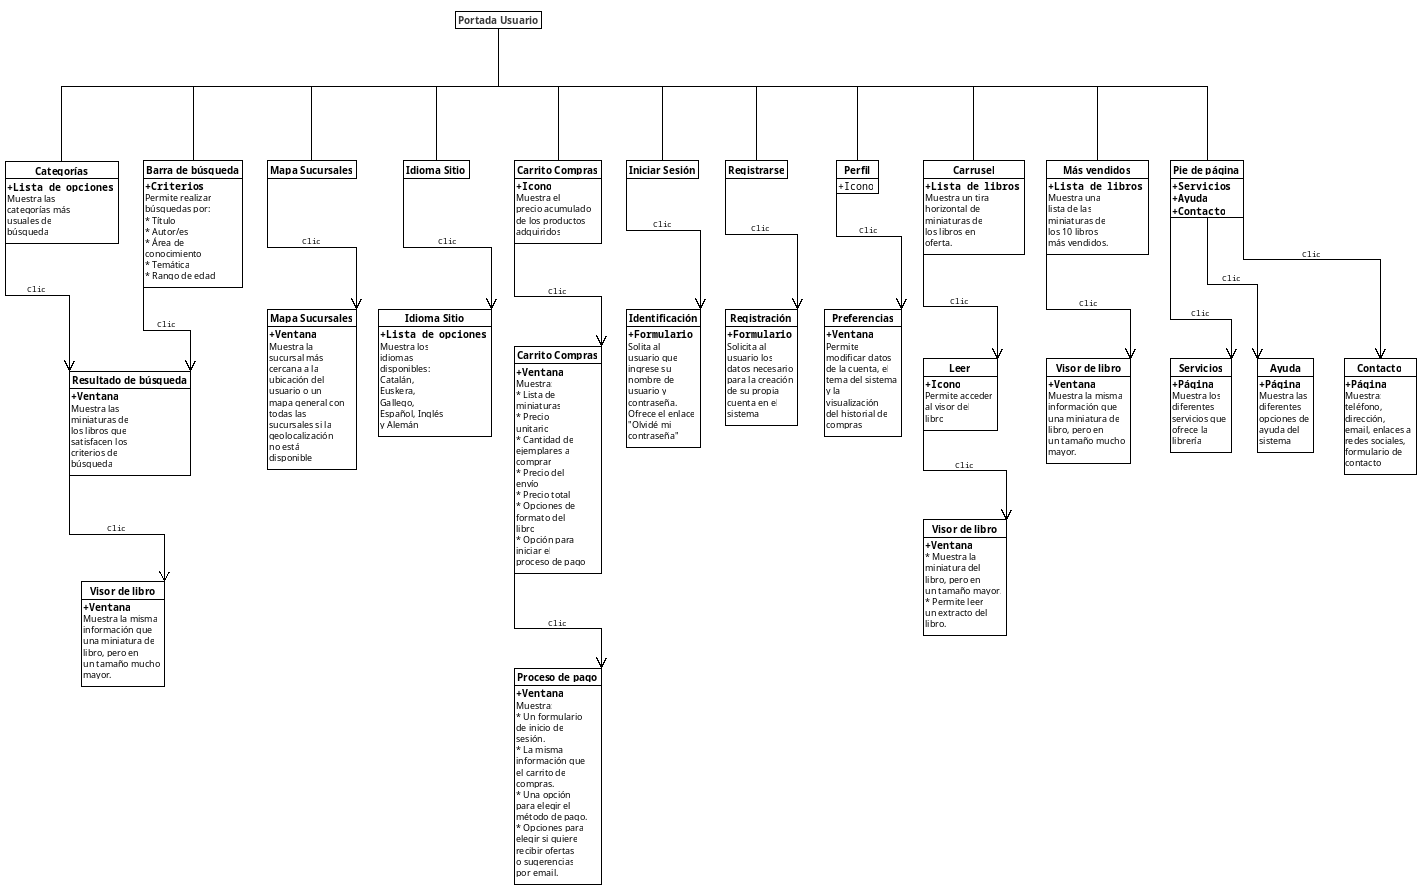 Portada Usuario
Categorías
+Lista de opciones
Muestra las
categorías más
usuales de
búsqueda
Clic
Barra de búsqueda
+Criterios
Permite realizar
búsquedas por:
* Título
* Autor/es
* Área de
conocimiento
* Temática
* Rango de edad
Clic
Resultado de búsqueda
+Ventana
Muestra las
miniaturas de
los libros que
satisfacen los
criterios de
búsqueda
Clic
Visor de libro
+Ventana
Muestra la misma
información que
una miniatura de
libro, pero en
un tamaño mucho
mayor.
Mapa Sucursales
Clic
Mapa Sucursales
+Ventana
Muestra la
sucursal más
cercana a la
ubicación del
usuario o un
mapa general con
todas las
sucursales si la
geolocalización
no está
disponible
Idioma Sitio
Clic
Idioma Sitio
+Lista de opciones
Muestra los
idiomas
disponibles:
Catalán,
Euskera,
Gallego,
Español, Inglés
y Alemán
Carrito Compras
+Icono
Muestra el
precio acumulado
de los productos
adquiridos
Clic
Carrito Compras
+Ventana
Muestra:
* Lista de
miniaturas
* Precio
unitario
* Cantidad de
ejemplares a
comprar
* Precio del
envío
* Precio total
* Opciones de
formato del
libro
* Opción para
iniciar el
proceso de pago
Clic
Proceso de pago
+Ventana
Muestra:
* Un formulario
de inicio de
sesión.
* La misma
información que
el carrito de
compras.
* Una opción
para elegir el
método de pago.
* Opciones para
elegir si quiere
recibir ofertas
o sugerencias
por email.
Iniciar Sesión
Clic
Identificación
+Formulario
Solita al
usuario que
ingrese su
nombre de
usuario y
contraseña.
Ofrece el enlace
"Olvidé mi
contraseña"
Registrarse
Clic
Registración
+Formulario
Solicita al
usuario los
datos necesario
para la creación
de su propia
cuenta en el
sistema
Perfil
+Icono
Clic
Preferencias
+Ventana
Permite
modificar datos
de la cuenta, el
tema del sistema
y la
visualización
del historial de
compras
Carrusel
+Lista de libros
Muestra un tira
horizontal de
miniaturas de
los libros en
oferta.
Clic
Leer
+Icono
Permite acceder
al visor del
libro
Clic
Visor de libro
+Ventana
* Muestra la
miniatura del
libro, pero en
un tamaño mayor.
* Permite leer
un extracto del
libro.
Más vendidos
+Lista de libros
Muestra una
lista de las
miniaturas de
los 10 libros
más vendidos.
Clic
Visor de libro
+Ventana
Muestra la misma
información que
una miniatura de
libro, pero en
un tamaño mucho
mayor.
Pie de página
+Servicios
+Ayuda
+Contacto
Clic
Clic
Clic
Servicios
+Página
Muestra los
diferentes
servicios que
ofrece la
librería
Ayuda
+Página
Muestra las
diferentes
opciones de
ayuda del
sistema
Contacto
+Página
Muestra:
teléfono,
dirección,
email, enlaces a
redes sociales,
formulario de
contacto